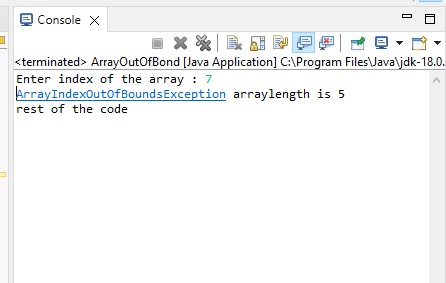 Console
<terminated> ArrayOutOfBond [Java Application] C:\Program Files\Java\jdk-18.0.
Enter index of the array : 7
ArrayIndexOutOfBoundsException arraylength is 5
rest of the code